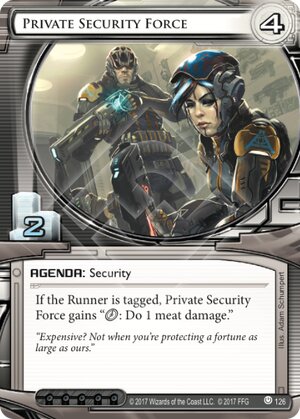 Private Security Force
4
2
AGENDA: Security
If the Runner is tagged, Private Security
Force gains “🕓: Do 1 meat damage.”
“Expensive? Not when you’re protecting a fortune as
large as ours.”
Illus. Adam Schumpert
© 2017 Wizards of the Coast LLC. © 2017 FFG
126